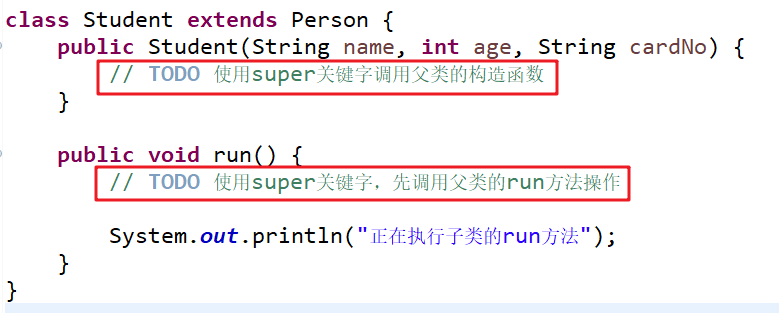 class Student extends Person {
public Student(String name, int age, String cardNo) {
// TODO 使用super关键字调用父类的构造函数
}
public void run() {
// TODO 使用super关键字，先调用父类的run方法操作
System.out.println("正在执行子类的run方法");
}
}